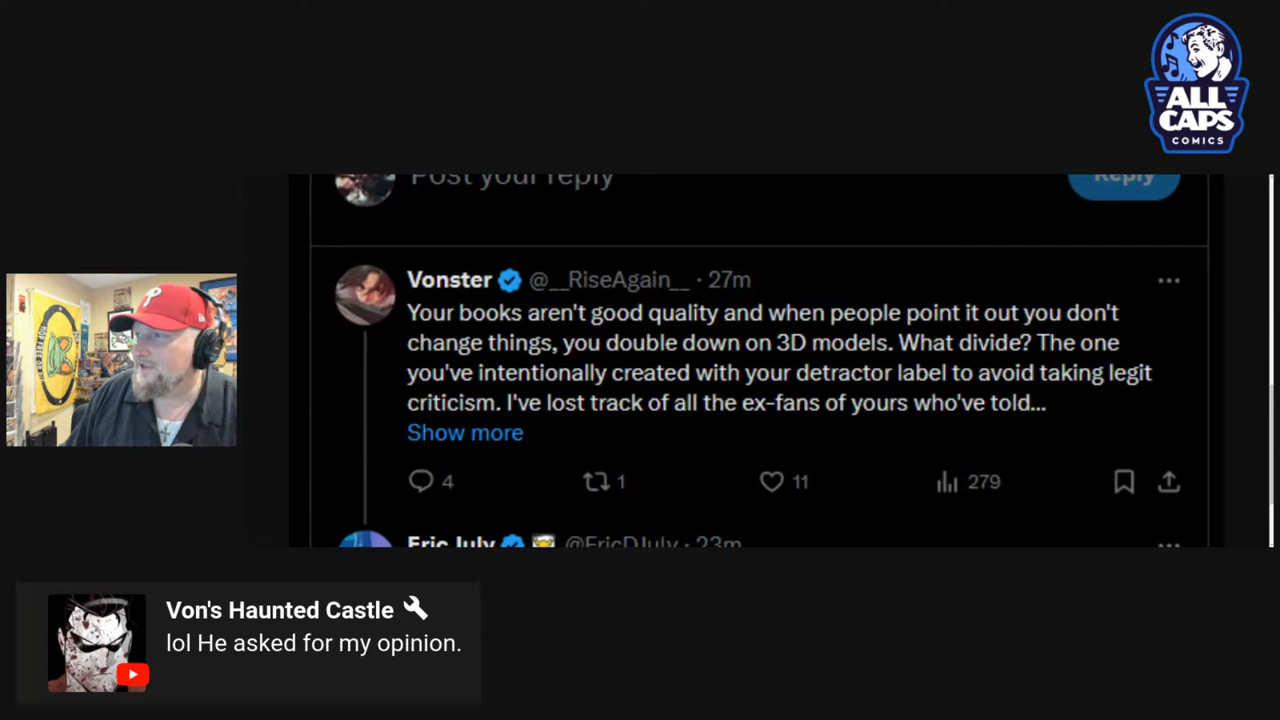 ALL
CAPS
COMICS
Post your reply
Reply
Vonster @__RiseAgain__ · 27m
Your books aren't good quality and when people point it out you don't
change things, you double down on 3D models. What divide? The one
you've intentionally created with your detractor label to avoid taking legit
criticism. I've lost track of all the ex-fans of yours who've told...
Show more
4 1 11 279
Eric July @EricDJuly · 23m
Von's Haunted Castle
lol He asked for my opinion.